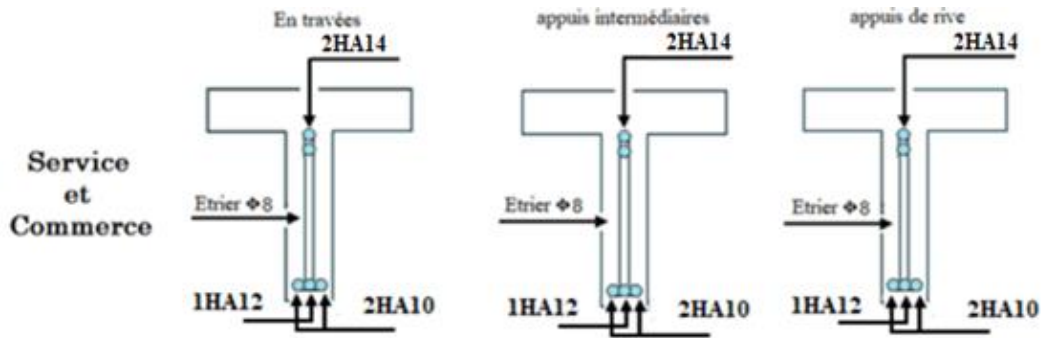 En travées
2HA14
appuis intermédiaires
2HA14
appuis de rive
2HA14
Service
et
Commerce
Etrier Φ8
Etrier Φ8
Etrier Φ8
1HA12
2HA10
1HA12
2HA10
1HA12
2HA10